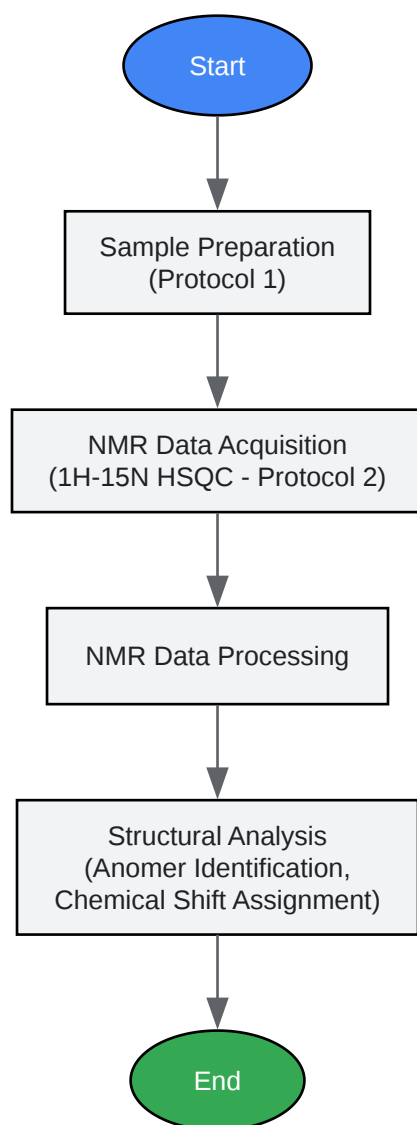 Start
Sample Preparation
(Protocol 1)
NMR Data Acquisition
(1H-15N HSQC - Protocol 2)
NMR Data Processing
Structural Analysis
(Anomer Identification,
Chemical Shift Assignment)
End